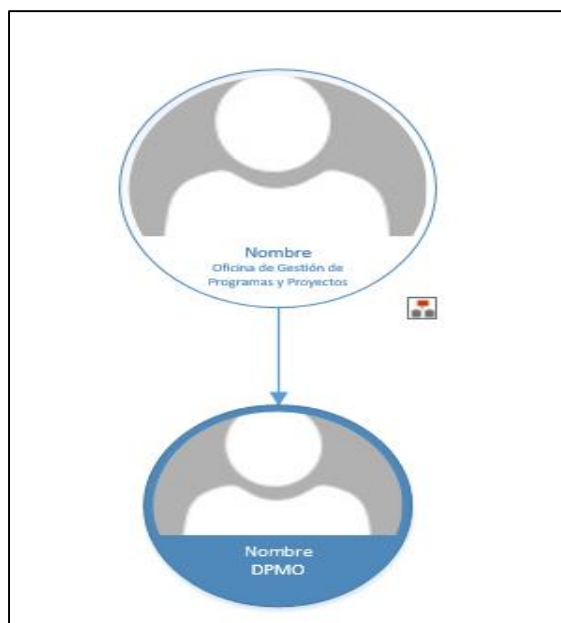 Nombre
Oficina de Gestión de
Programas y Proyectos
Nombre
DPMO